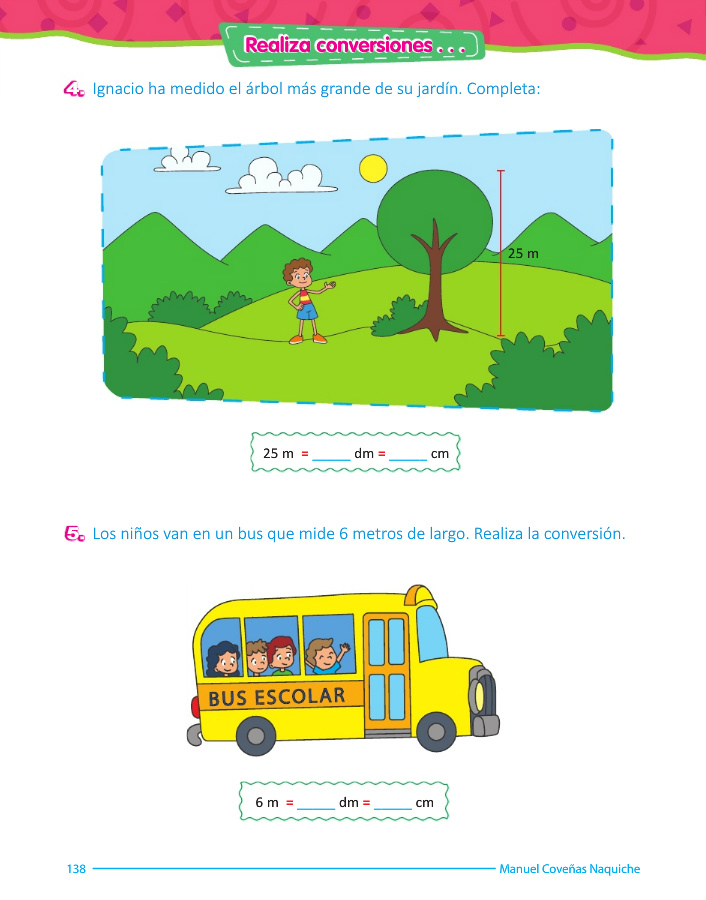 Realiza conversiones . . .
4. Ignacio ha medido el árbol más grande de su jardín. Completa:
25 m
25 m = _____ dm = _____ cm
5. Los niños van en un bus que mide 6 metros de largo. Realiza la conversión.
BUS ESCOLAR
6 m = _____ dm = _____ cm
138 Manuel Coveñas Naquiche